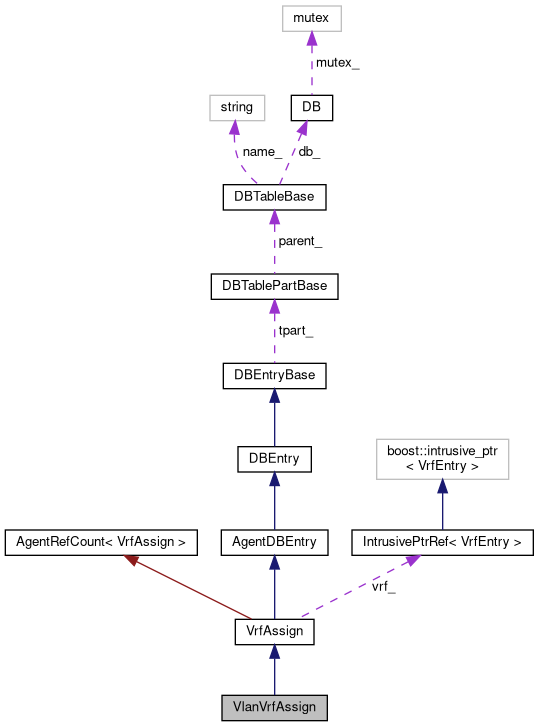 mutex
mutex_
string
DB
name_
db_
DBTableBase
parent_
DBTablePartBase
tpart_
DBEntryBase
boost::intrusive_ptr
< VrfEntry >
DBEntry
AgentRefCount< VrfAssign >
AgentDBEntry
IntrusivePtrRef< VrfEntry >
vrf_
VrfAssign
VlanVrfAssign